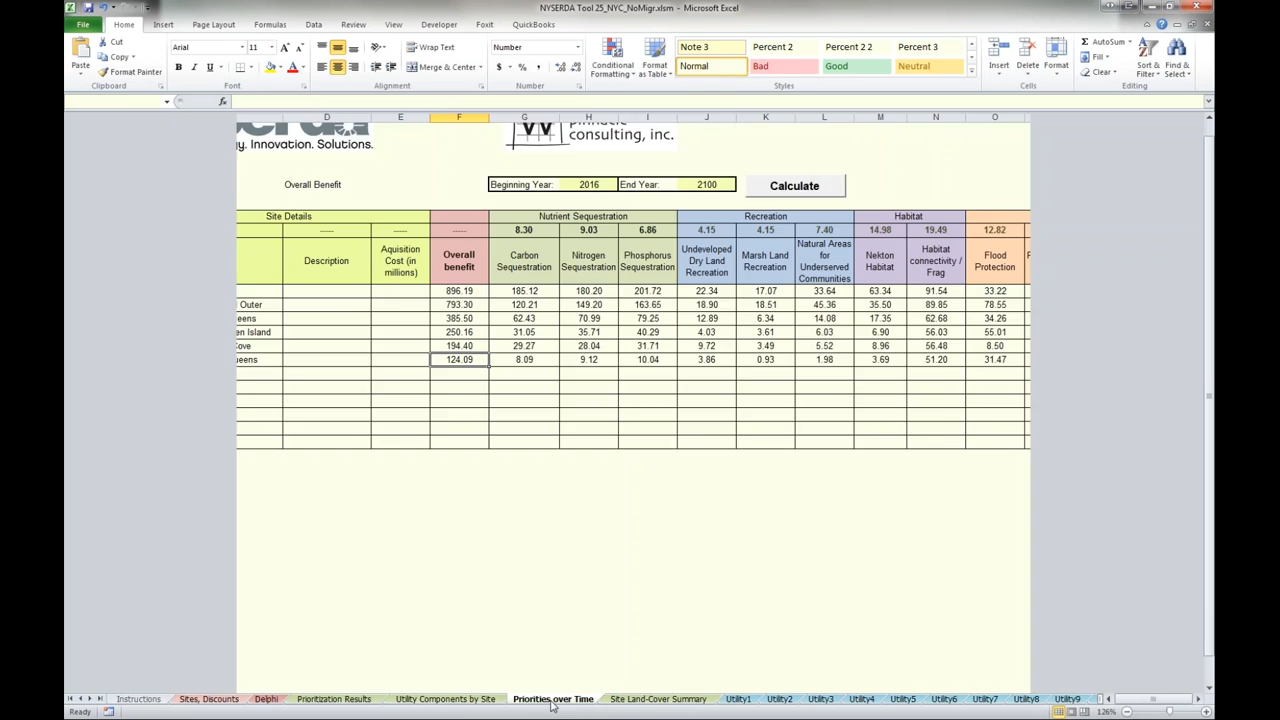 NYSERDA Tool 25_NYC_NoMigr.xlsm - Microsoft Excel
File Home Insert Page Layout Formulas Data Review View Developer Foxit QuickBooks
Cut
Copy
Format Painter
Paste
Clipboard
Arial 11
B I U
Font
Wrap Text
Merge & Center
Alignment
Number
$ % ,
Number
Conditional Formatting
Format as Table
Note 3 Percent 2 Percent 2 2 Percent 3
Normal Bad Good Neutral
Styles
Insert Delete Format
Cells
AutoSum
Fill
Clear
Sort & Filter
Find & Select
Editing
fx
D E F G H I J K L M N O
gy. Innovation. Solutions.
consulting, inc.
Overall Benefit Beginning Year: 2016 End Year: 2100 Calculate
Site Details Nutrient Sequestration Recreation Habitat
----- ----- ----- 8.30 9.03 6.86 4.15 4.15 7.40 14.98 19.49 12.82
Description
Aquisition Cost (in millions)
Overall benefit
Carbon Sequestration
Nitrogen Sequestration
Phosphorus Sequestration
Undeveloped Dry Land Recreation
Marsh Land Recreation
Natural Areas for Underserved Communities
Nekton Habitat
Habitat connectivity / Frag
Flood Protection
896.19 185.12 180.20 201.72 22.34 17.07 33.64 63.34 91.54 33.22
Outer 793.30 120.21 149.20 163.65 18.90 18.51 45.36 35.50 89.85 78.55
eens 385.50 62.43 70.99 79.25 12.89 6.34 14.08 17.35 62.68 34.26
en Island 250.16 31.05 35.71 40.29 4.03 3.61 6.03 6.90 56.03 55.01
Cove 194.40 29.27 28.04 31.71 9.72 3.49 5.52 8.96 56.48 8.50
ueens 124.09 8.09 9.12 10.04 3.86 0.93 1.98 3.69 51.20 31.47
Instructions Sites, Discounts Delphi Prioritization Results Utility Components by Site Priorities over Time Site Land-Cover Summary Utility1 Utility2 Utility3 Utility4 Utility5 Utility6 Utility7 Utility8 Utility9
Ready 126%